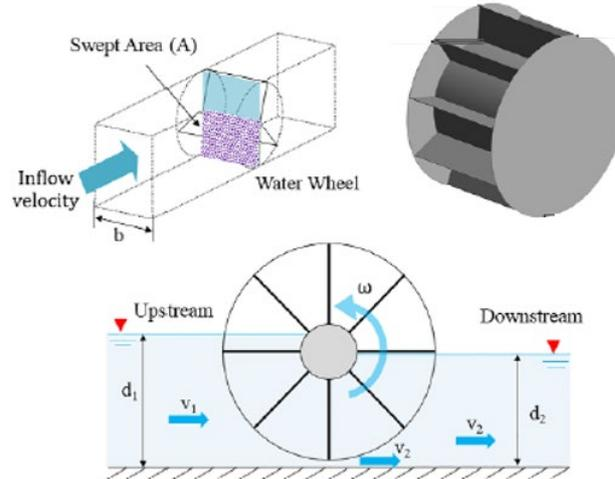 Swept Area (A)
Inflow
velocity
b
Water Wheel
ω
Upstream
Downstream
d1
v1
v2
v2
d2